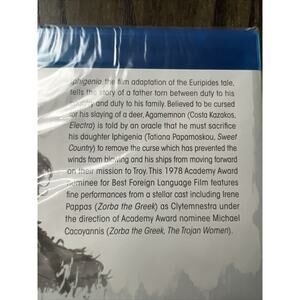 Iphigenia, the film adaptation of the Euripides tale,
tells the story of a father torn between duty to his
country and duty to his family. Believed to be cursed
for his slaying of a deer, Agamemnon (Costa Kazakos,
Electra) is told by an oracle that he must sacrifice
his daughter Iphigenia (Tatiana Papamoskou, Sweet
Country) to remove the curse which has prevented the
winds from blowing and his ships from moving forward
on their mission to Troy. This 1978 Academy Award
nominee for Best Foreign Language Film features
fine performances from a stellar cast including Irene
Pappas (Zorba the Greek) as Clytemnestra under
the direction of Academy Award nominee Michael
Cacoyannis (Zorba the Greek, The Trojan Women).